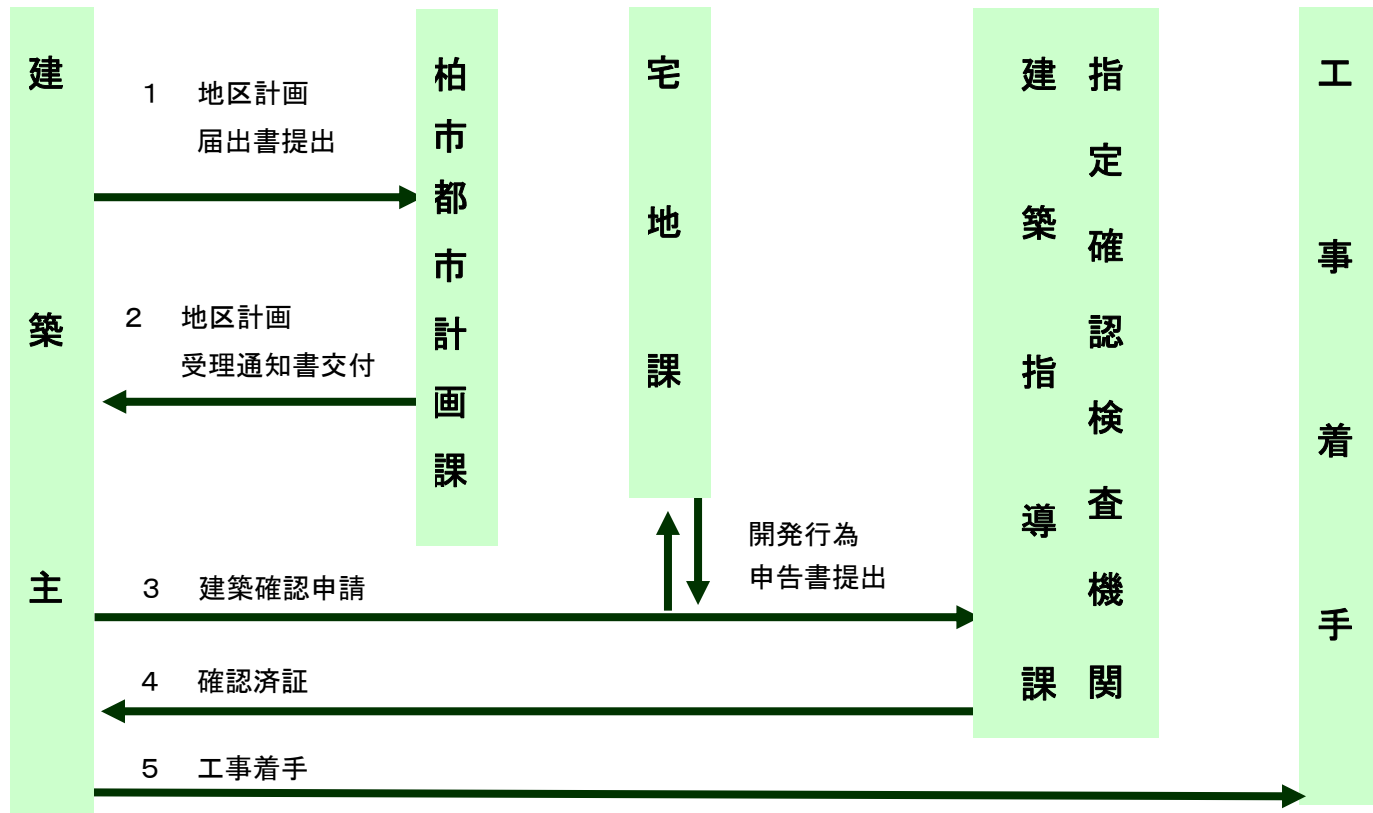 建築主
1 地区計画
届出書提出
2 地区計画
受理通知書交付
柏市都市計画課
宅地課
開発行為
申告書提出
3 建築確認申請
4 確認済証
5 工事着手
指定確認検査機関
建築指導課
工事着手